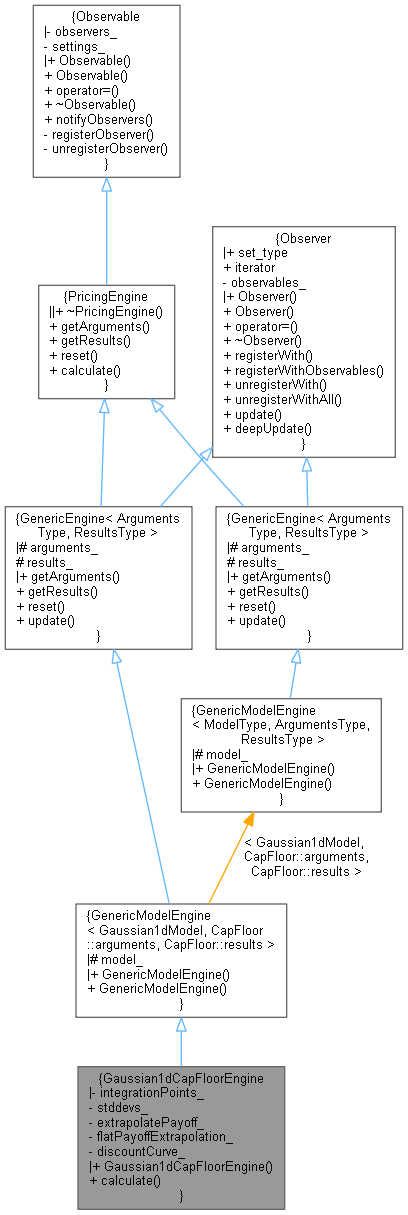 {Observable
|- observers_
- settings_
|+ Observable()
+ Observable()
+ operator=()
+ ~Observable()
+ notifyObservers()
- registerObserver()
- unregisterObserver()
}
{Observer
|+ set_type
+ iterator
- observables_
|+ Observer()
+ Observer()
+ operator=()
+ ~Observer()
+ registerWith()
+ registerWithObservables()
+ unregisterWith()
+ unregisterWithAll()
+ update()
+ deepUpdate()
}
{PricingEngine
||+ ~PricingEngine()
+ getArguments()
+ getResults()
+ reset()
+ calculate()
}
{GenericEngine< Arguments
Type, ResultsType >
|# arguments_
# results_
|+ getArguments()
+ getResults()
+ reset()
+ update()
}
{GenericEngine< Arguments
Type, ResultsType >
|# arguments_
# results_
|+ getArguments()
+ getResults()
+ reset()
+ update()
}
{GenericModelEngine
< ModelType, ArgumentsType,
ResultsType >
|# model_
|+ GenericModelEngine()
+ GenericModelEngine()
}
< Gaussian1dModel,
CapFloor::arguments,
CapFloor::results >
{GenericModelEngine
< Gaussian1dModel, CapFloor
::arguments, CapFloor::results >
|# model_
|+ GenericModelEngine()
+ GenericModelEngine()
}
{Gaussian1dCapFloorEngine
|- integrationPoints_
- stddevs_
- extrapolatePayoff_
- flatPayoffExtrapolation_
- discountCurve_
|+ Gaussian1dCapFloorEngine()
+ calculate()
}